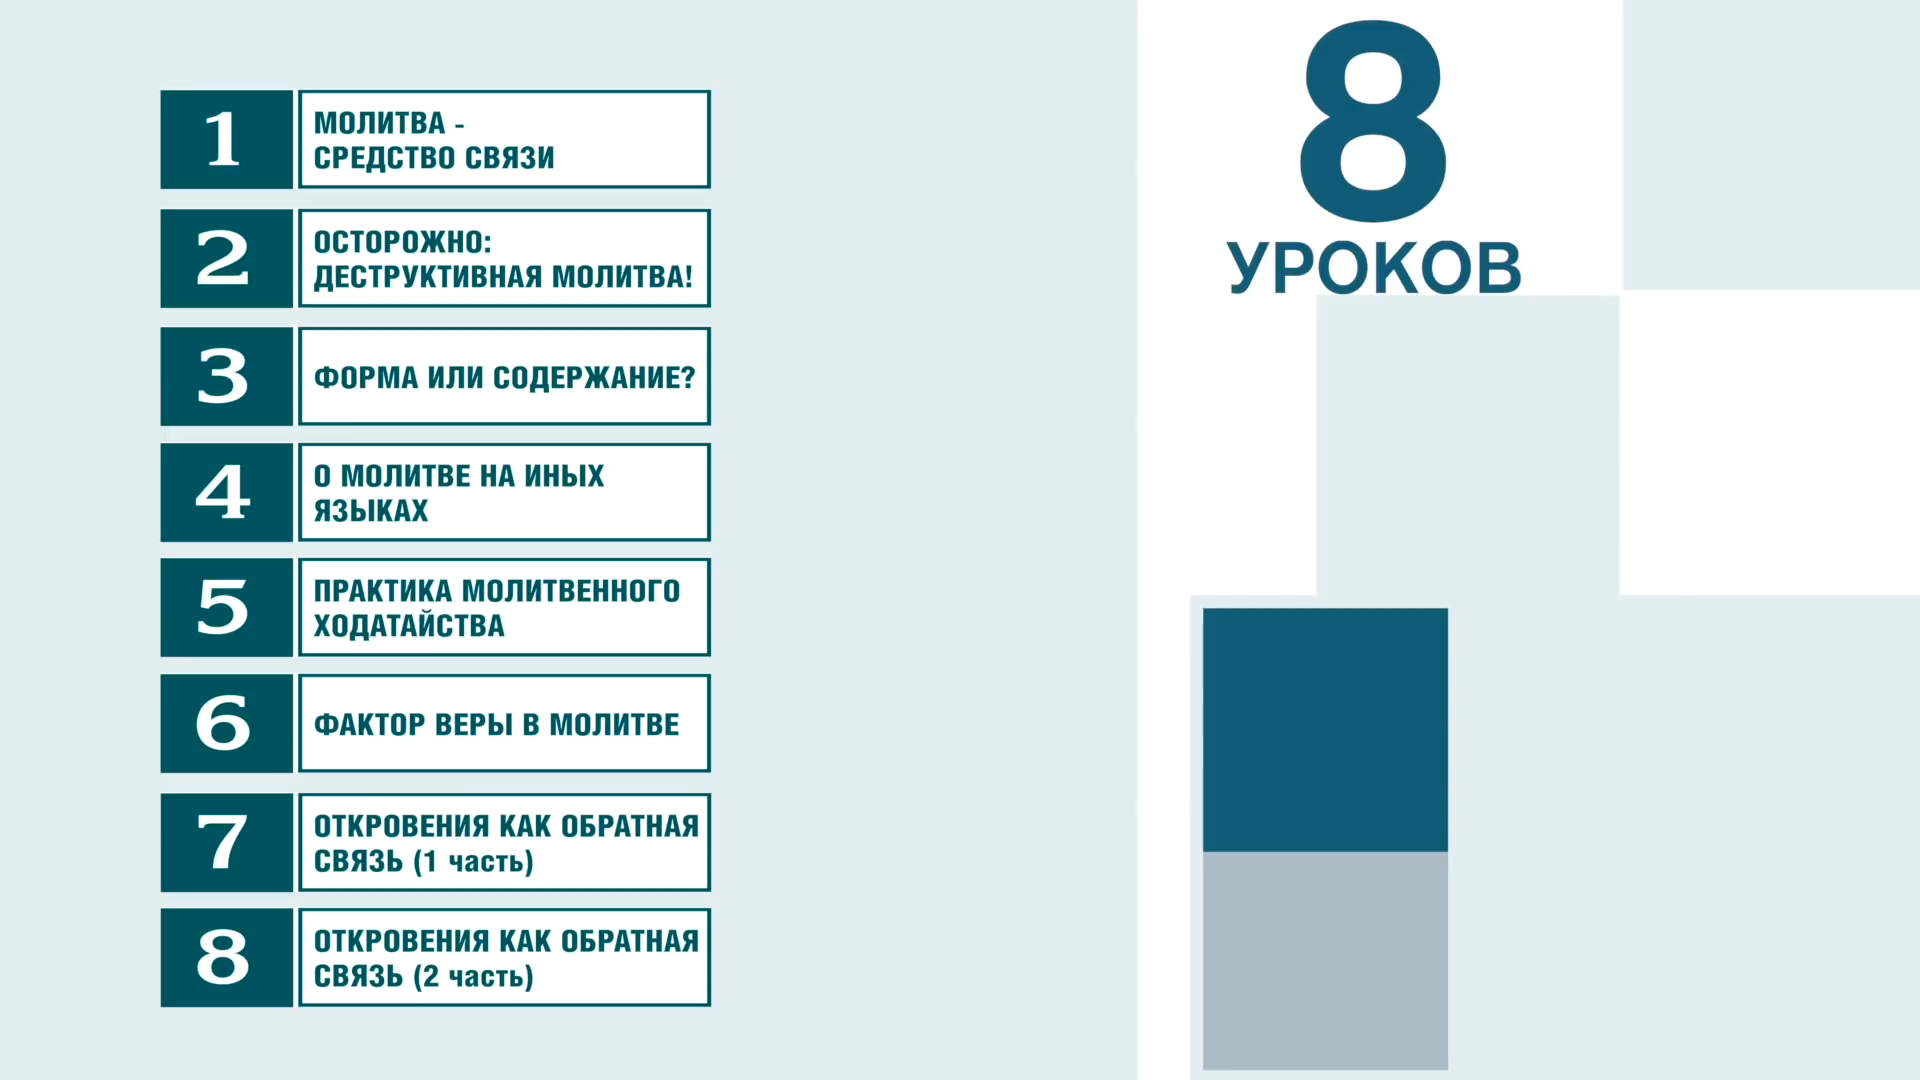 1
МОЛИТВА -
СРЕДСТВО СВЯЗИ
2
ОСТОРОЖНО:
ДЕСТРУКТИВНАЯ МОЛИТВА!
3
ФОРМА ИЛИ СОДЕРЖАНИЕ?
4
О МОЛИТВЕ НА ИНЫХ
ЯЗЫКАХ
5
ПРАКТИКА МОЛИТВЕННОГО
ХОДАТАЙСТВА
6
ФАКТОР ВЕРЫ В МОЛИТВЕ
7
ОТКРОВЕНИЯ КАК ОБРАТНАЯ
СВЯЗЬ (1 часть)
8
ОТКРОВЕНИЯ КАК ОБРАТНАЯ
СВЯЗЬ (2 часть)
8
УРОКОВ